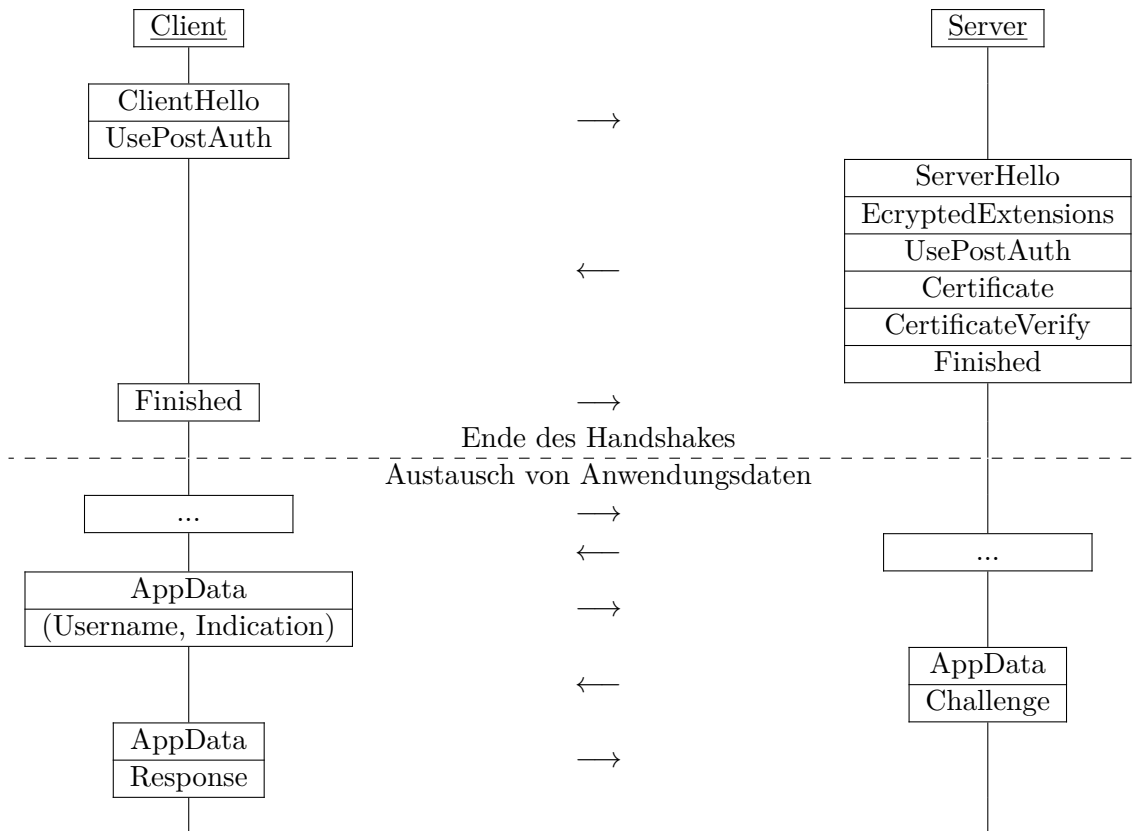 Client
Server
ClientHello
UsePostAuth
ServerHello
EcryptedExtensions
UsePostAuth
Certificate
CertificateVerify
Finished
Finished
Ende des Handshakes
Austausch von Anwendungsdaten
...
...
AppData
(Username, Indication)
AppData
Challenge
AppData
Response